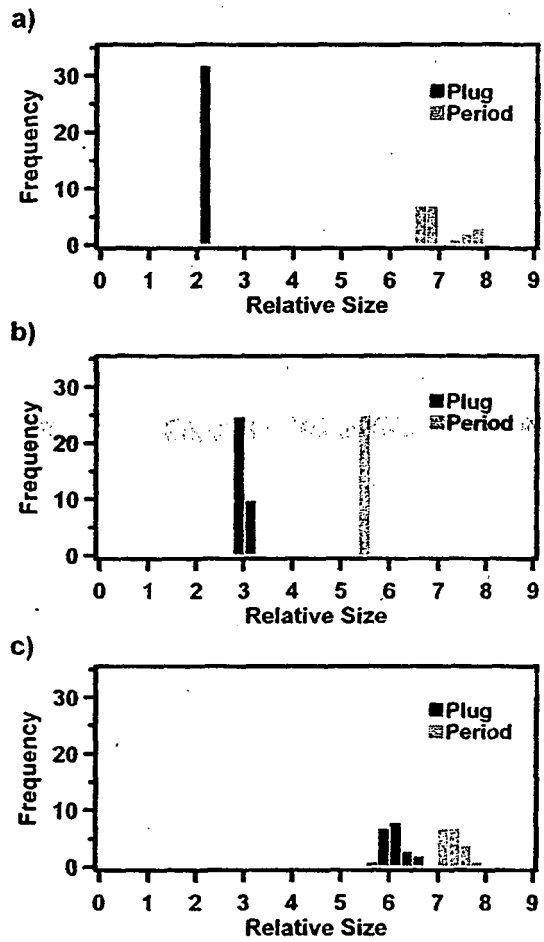 a)
Frequency
30
20
10
0
Plug
Period
0 1 2 3 4 5 6 7 8 9
Relative Size
b)
Frequency
30
20
10
0
Plug
Period
0 1 2 3 4 5 6 7 8 9
Relative Size
c)
Frequency
30
20
10
0
Plug
Period
0 1 2 3 4 5 6 7 8 9
Relative Size